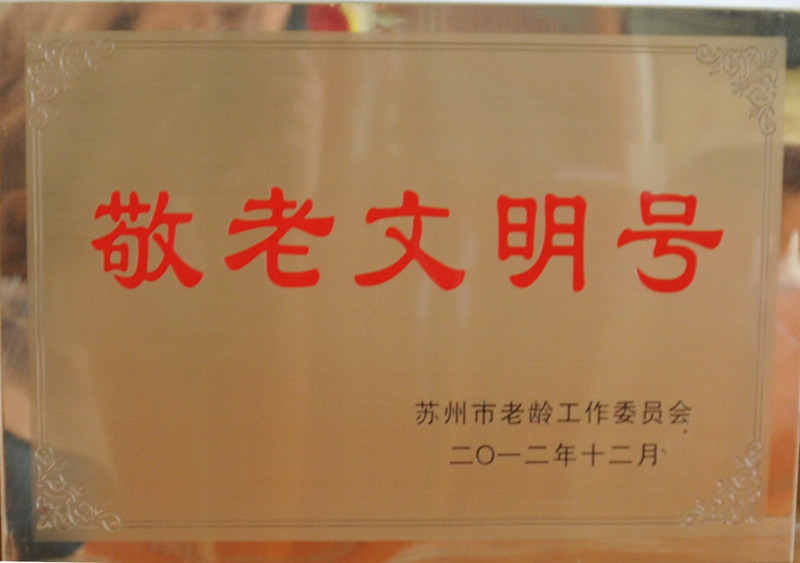 敬老文明号
苏州市老龄工作委员会
二〇一二年十二月